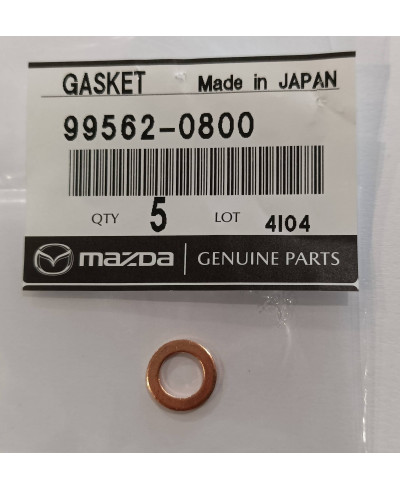 GASKET Made in JAPAN
99562-0800
QTY 5 LOT 4I04
mazda GENUINE PARTS